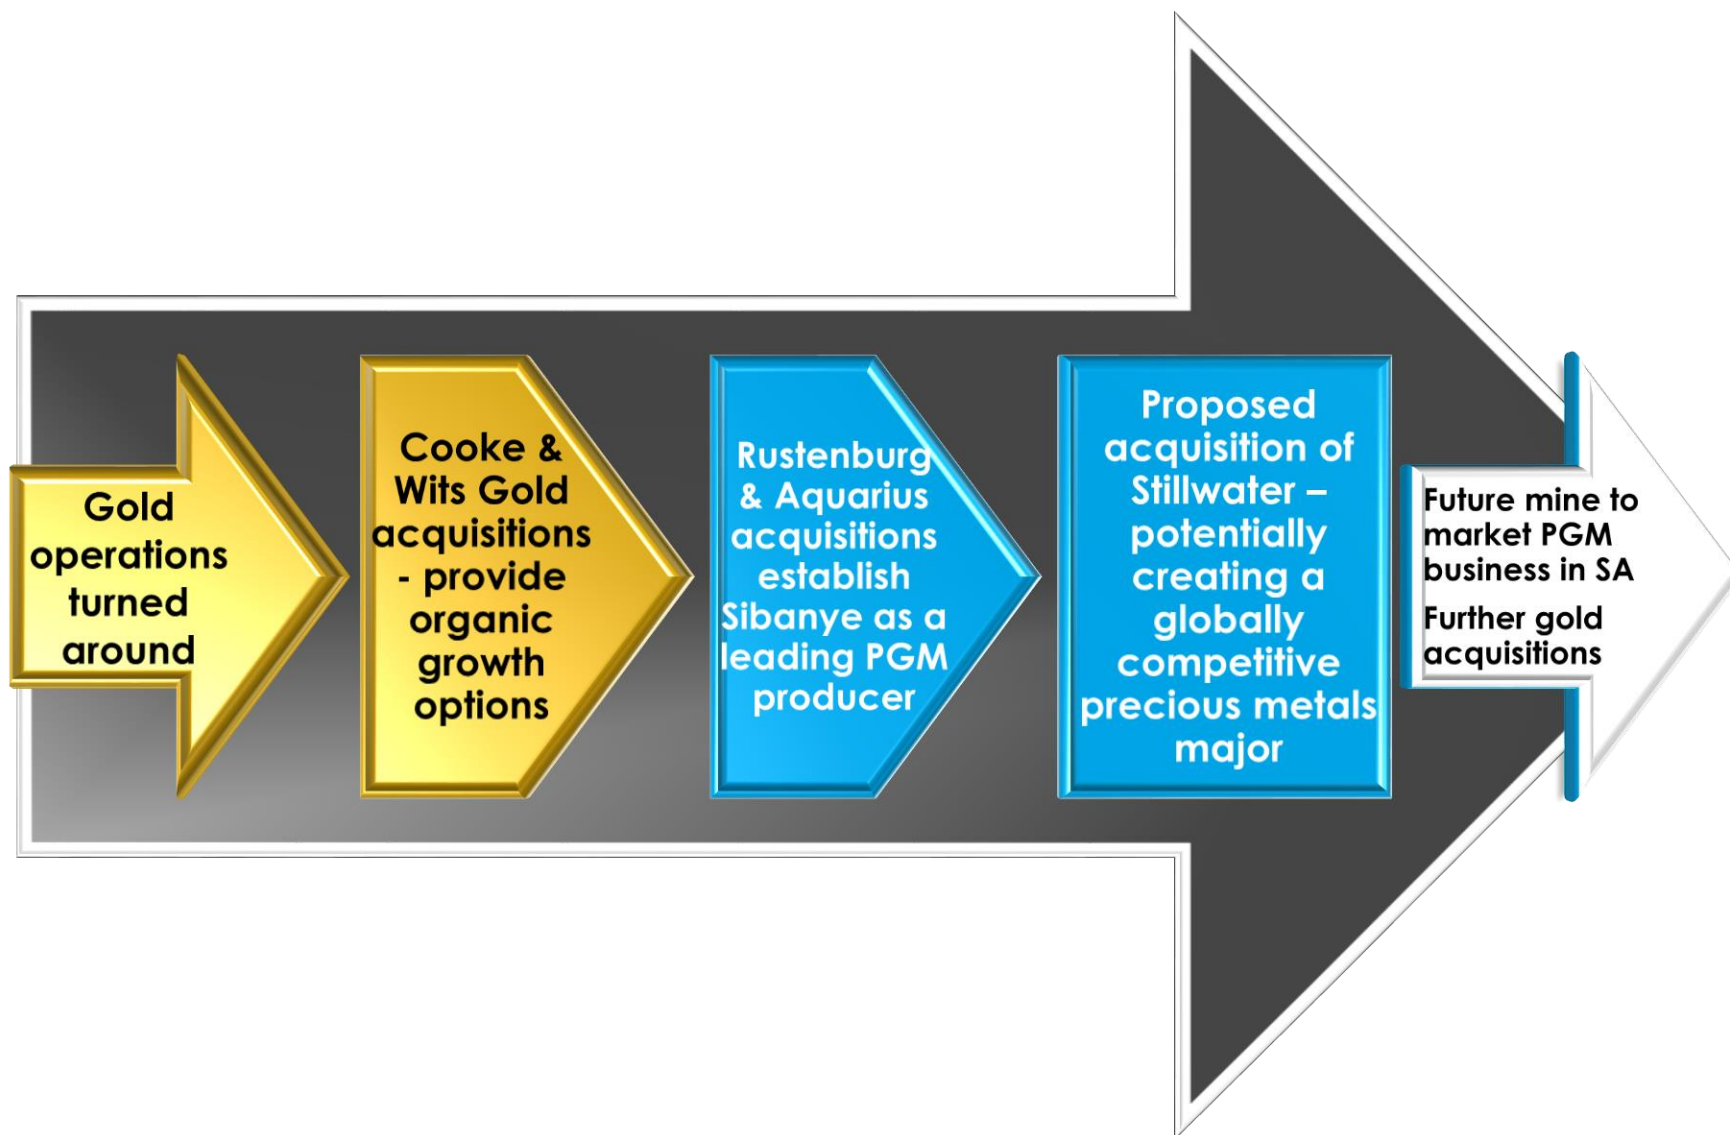 Gold
operations
turned
around
Cooke &
Wits Gold
acquisitions
- provide
organic
growth
options
Rustenburg
& Aquarius
acquisitions
establish
Sibanye as a
leading PGM
producer
Proposed
acquisition of
Stillwater –
potentially
creating a
globally
competitive
precious metals
major
Future mine to
market PGM
business in SA
Further gold
acquisitions